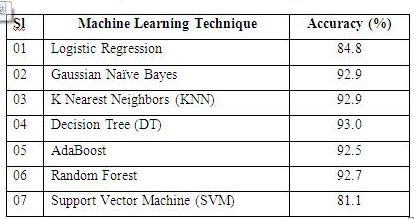 Sl Machine Learning Technique Accuracy (%)
01 Logistic Regression 84.8
02 Gaussian Naïve Bayes 92.9
03 K Nearest Neighbors (KNN) 92.9
04 Decision Tree (DT) 93.0
05 AdaBoost 92.5
06 Random Forest 92.7
07 Support Vector Machine (SVM) 81.1